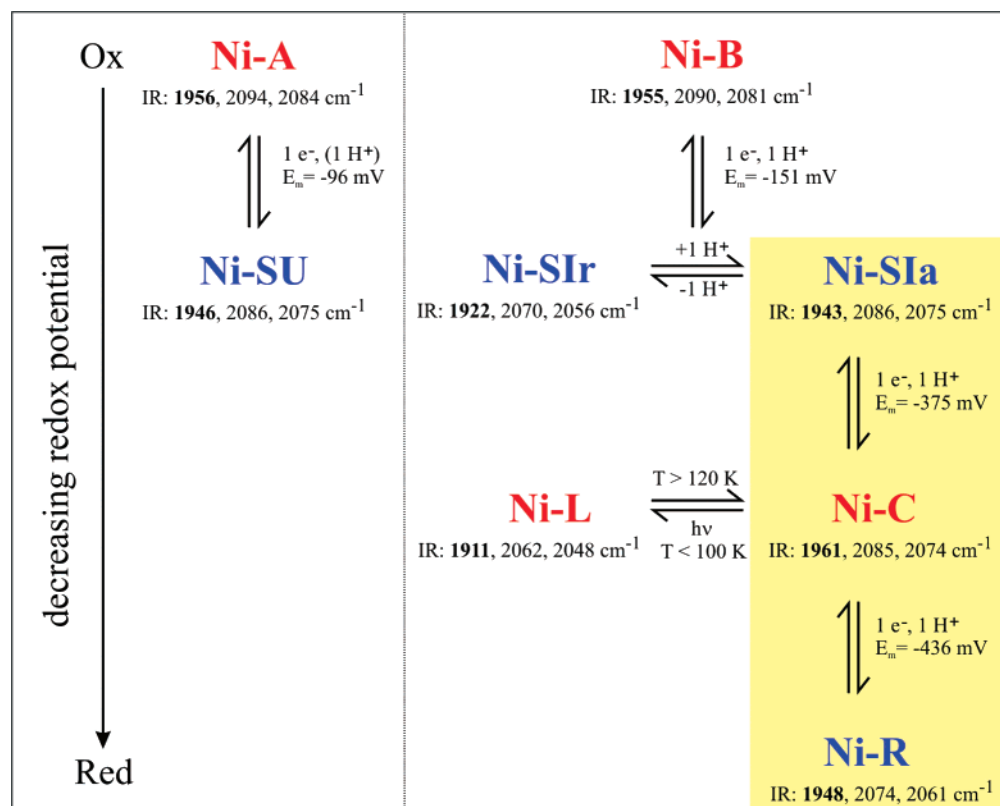 Ox
Ni-A
Ni-B
IR: 1956, 2094, 2084 cm⁻¹
IR: 1955, 2090, 2081 cm⁻¹
1 e⁻, (1 H⁺)
Eₘ= -96 mV
1 e⁻, 1 H⁺
Eₘ= -151 mV
decreasing redox potential
Ni-SU
Ni-SIr
+1 H⁺
-1 H⁺
Ni-SIa
IR: 1946, 2086, 2075 cm⁻¹
IR: 1922, 2070, 2056 cm⁻¹
IR: 1943, 2086, 2075 cm⁻¹
1 e⁻, 1 H⁺
Eₘ= -375 mV
Ni-L
T > 120 K
hν
T < 100 K
Ni-C
IR: 1911, 2062, 2048 cm⁻¹
IR: 1961, 2085, 2074 cm⁻¹
1 e⁻, 1 H⁺
Eₘ= -436 mV
Red
Ni-R
IR: 1948, 2074, 2061 cm⁻¹